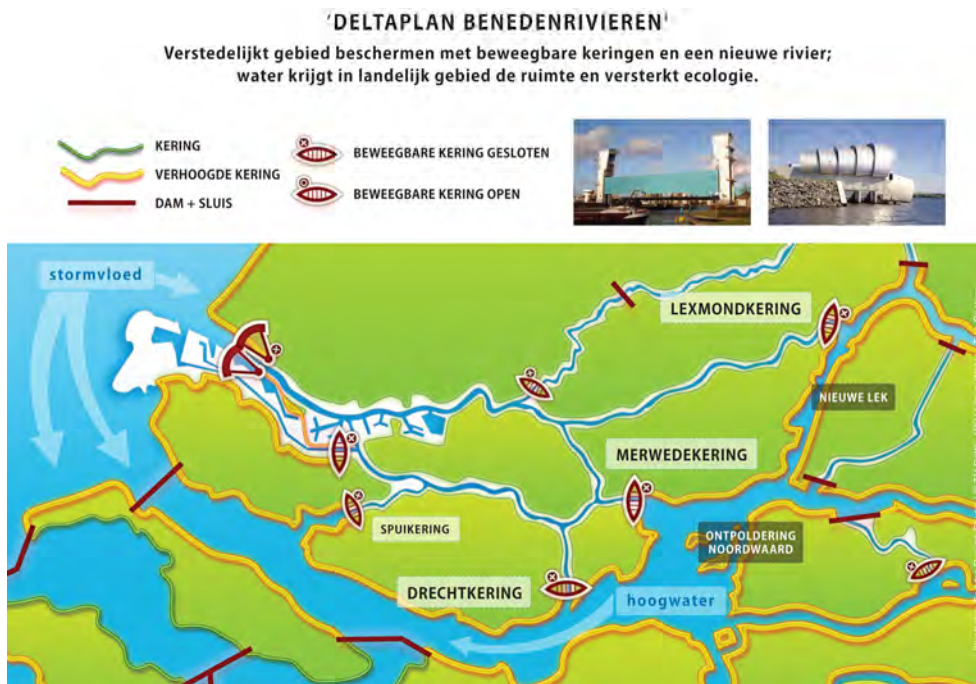 'DELTAPLAN BENEDENRIVIEREN'
Verstedelijkt gebied beschermen met beweegbare keringen en een nieuwe rivier;
water krijgt in landelijk gebied de ruimte en versterkt ecologie.
KERING
VERHOOGDE KERING
DAM + SLUIS
BEWEEGBARE KERING GESLOTEN
BEWEEGBARE KERING OPEN
stormvloed
LEXMONDKERING
NIEUWE LEK
MERWEDEKERING
SPUIKERING
ONTPOLDERING
NOORDWAARD
DRECHTKERING
hoogwater